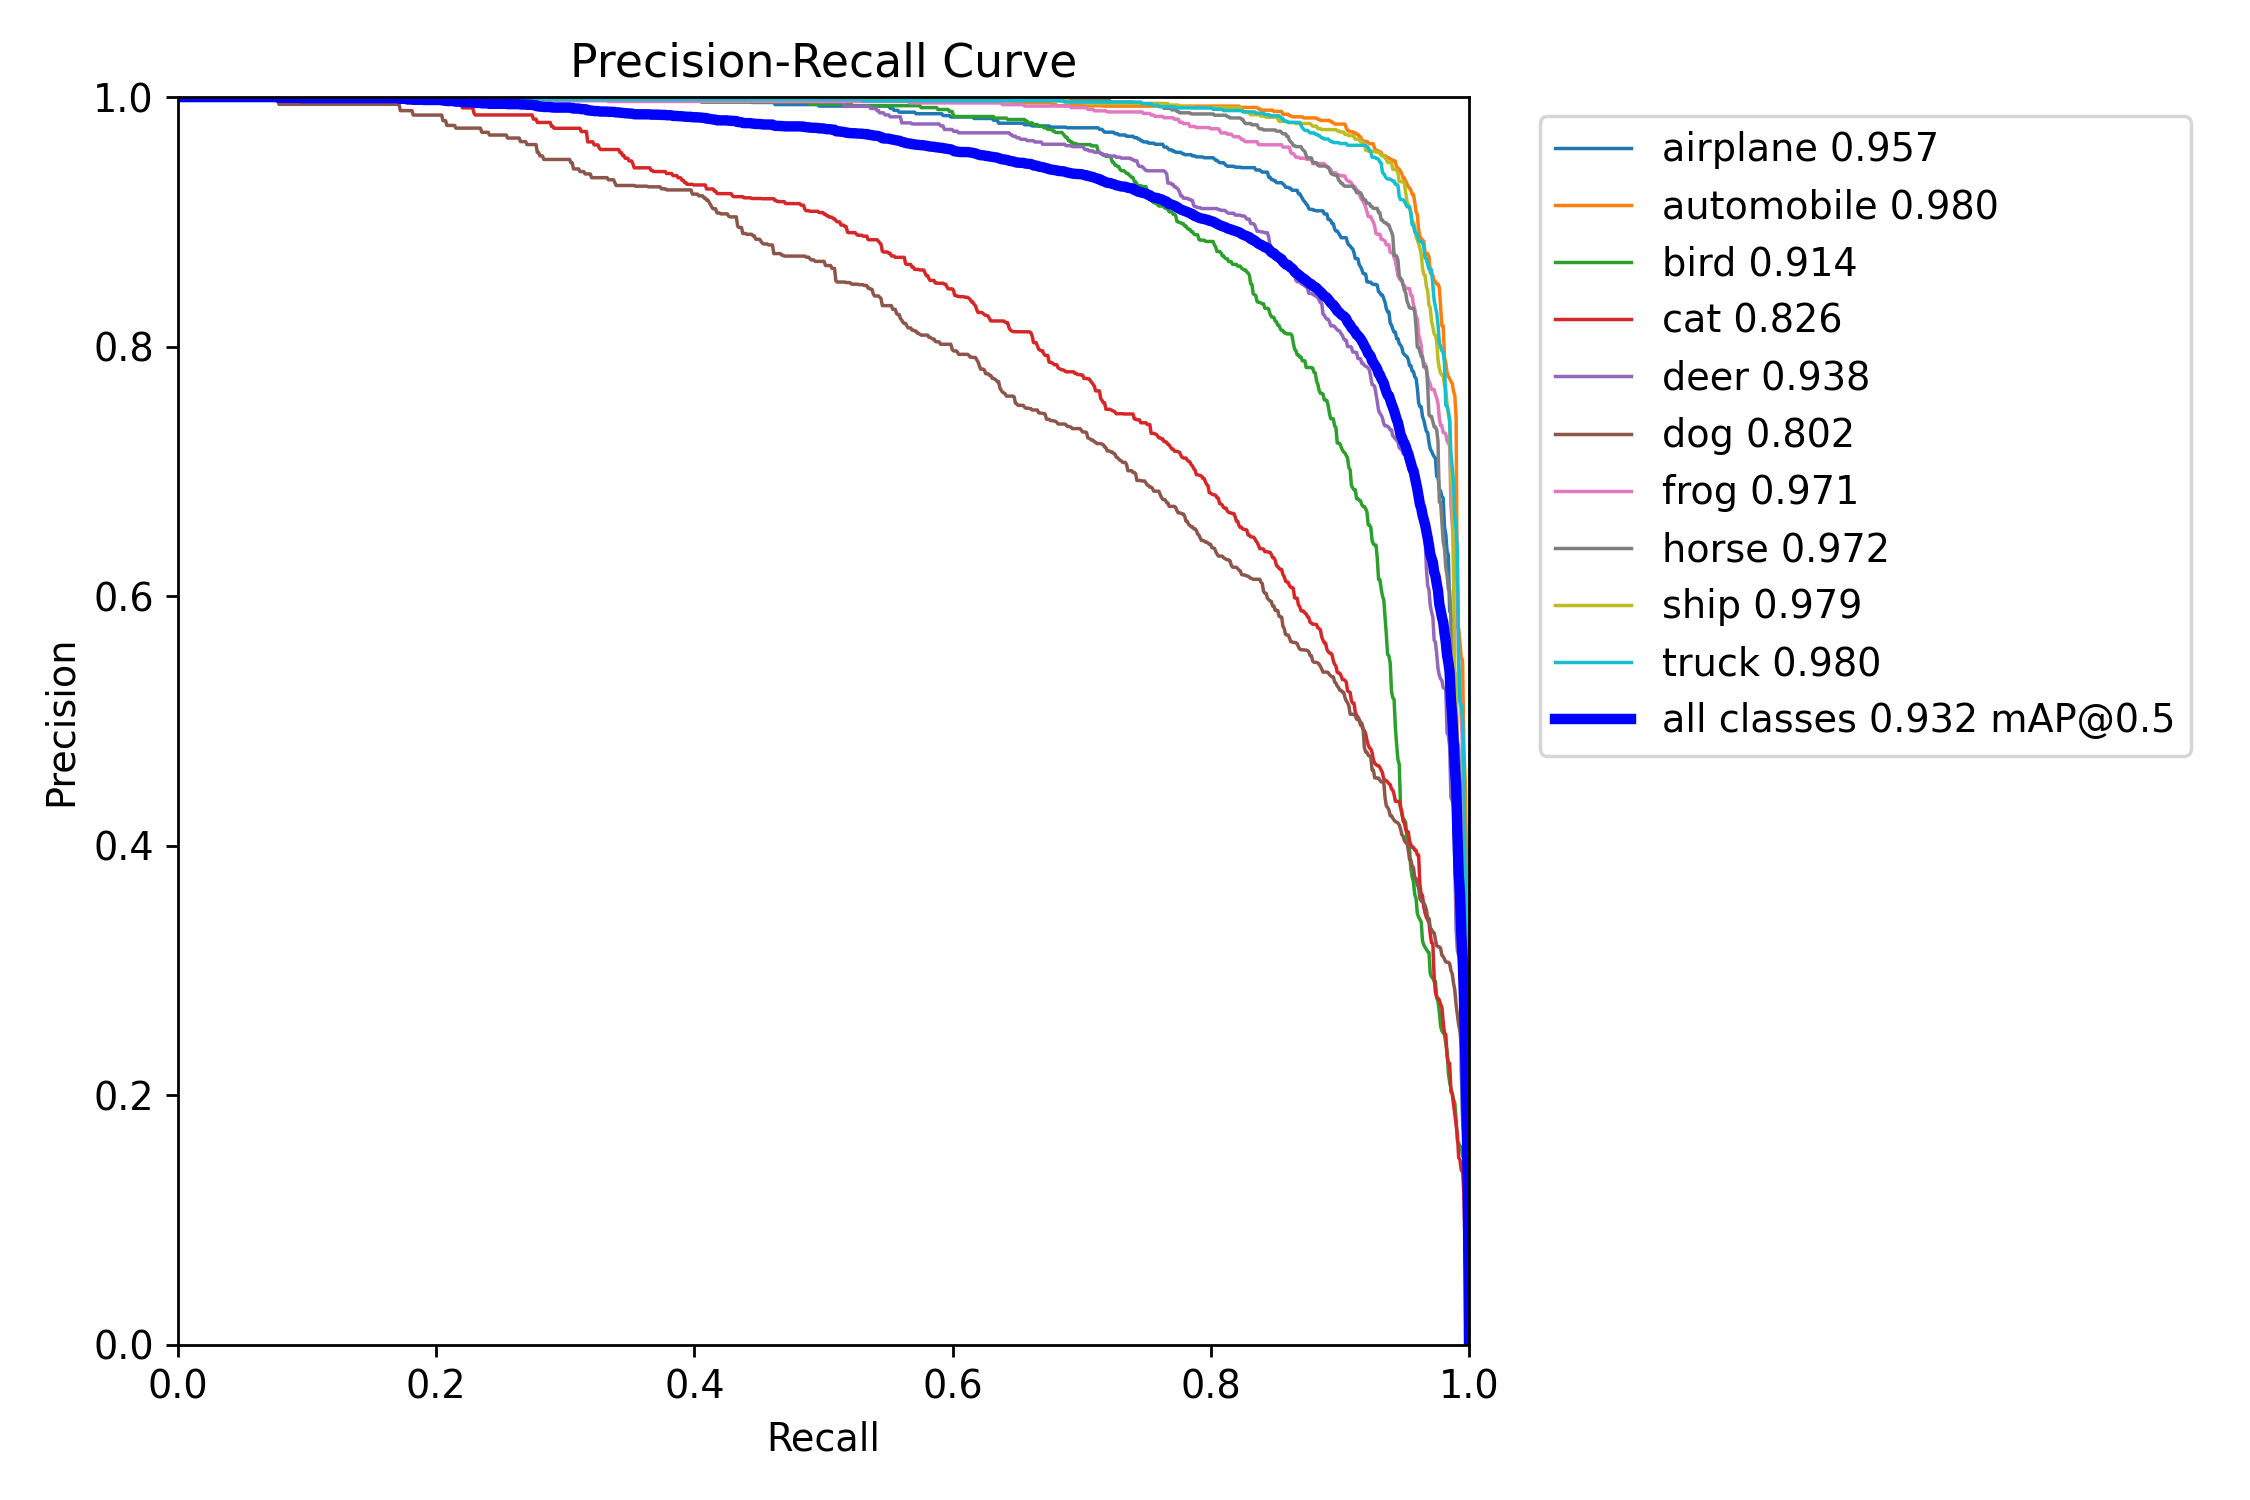 Precision-Recall Curve
1.0
0.8
0.6
0.4
0.2
0.0
Precision
0.0 0.2 0.4 0.6 0.8 1.0
Recall
airplane 0.957
automobile 0.980
bird 0.914
cat 0.826
deer 0.938
dog 0.802
frog 0.971
horse 0.972
ship 0.979
truck 0.980
all classes 0.932 mAP@0.5